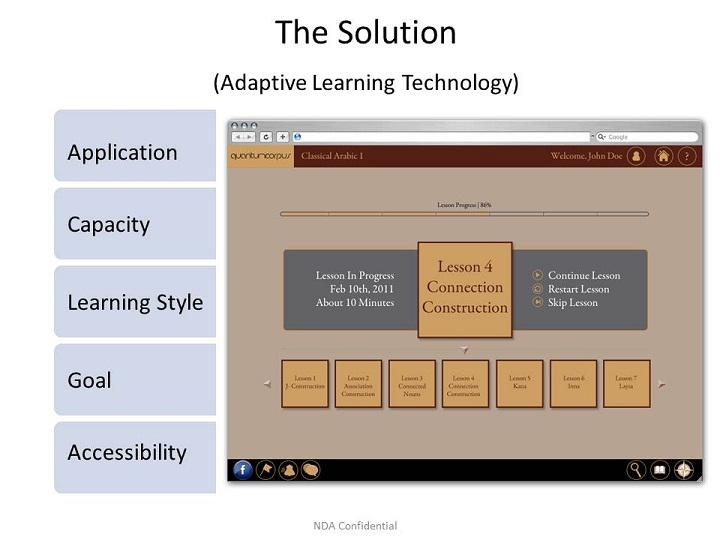 The Solution
(Adaptive Learning Technology)
Application
Capacity
Learning Style
Goal
Accessibility
Google
quantumcorpus
Classical Arabic I
Welcome, John Doe
?
Lesson Progress | 86%
Lesson In Progress
Feb 10th, 2011
About 10 Minutes
Lesson 4
Connection
Construction
Continue Lesson
Restart Lesson
Skip Lesson
Lesson 1
J- Construction
Lesson 2
Association
Construction
Lesson 3
Connected
Nouns
Lesson 4
Connection
Construction
Lesson 5
Kana
Lesson 6
Inna
Lesson 7
Laysa
f
NDA Confidential